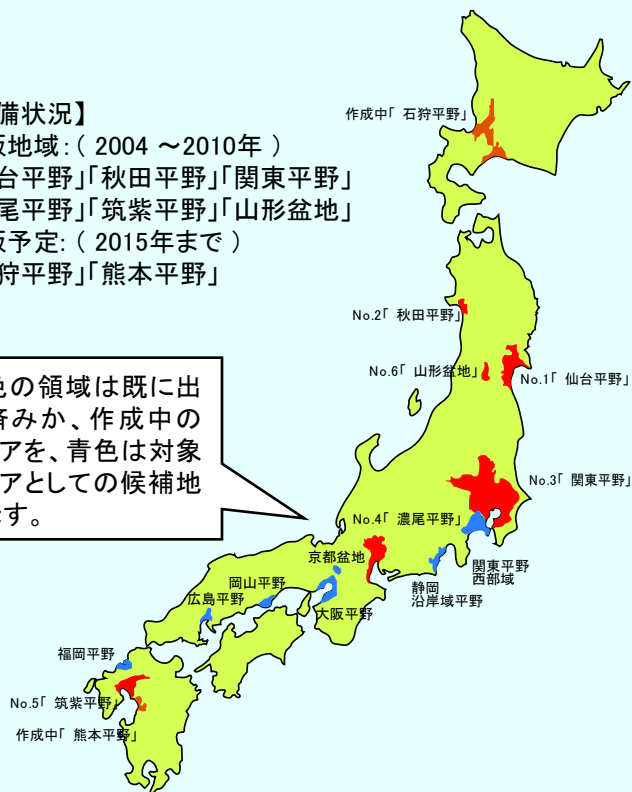 備状況】
地域：( 2004 ～2010年 )
台平野」「秋田平野」「関東平野」
尾平野」「筑紫平野」「山形盆地」
予定：( 2015年まで )
狩平野」「熊本平野」
色の領域は既に出
済みか、作成中の
アを、青色は対象
アとしての候補地
す。
作成中「 石狩平野」
No.2「 秋田平野」
No.6「 山形盆地」
No.1「 仙台平野」
No.3「 関東平野」
No.4「 濃尾平野」
京都盆地
関東平野
西部域
岡山平野
静岡
沿岸域平野
広島平野
大阪平野
福岡平野
No.5「 筑紫平野」
作成中「 熊本平野」